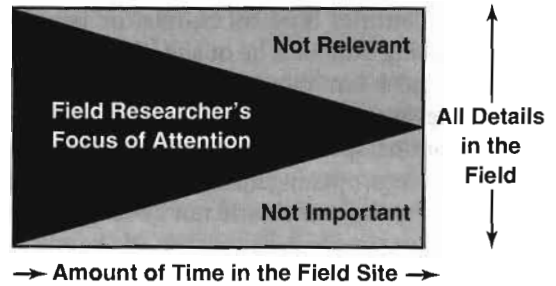 Not Relevant
Field Researcher's
Focus of Attention
All Details
in the
Field
Not Important
Amount of Time in the Field Site